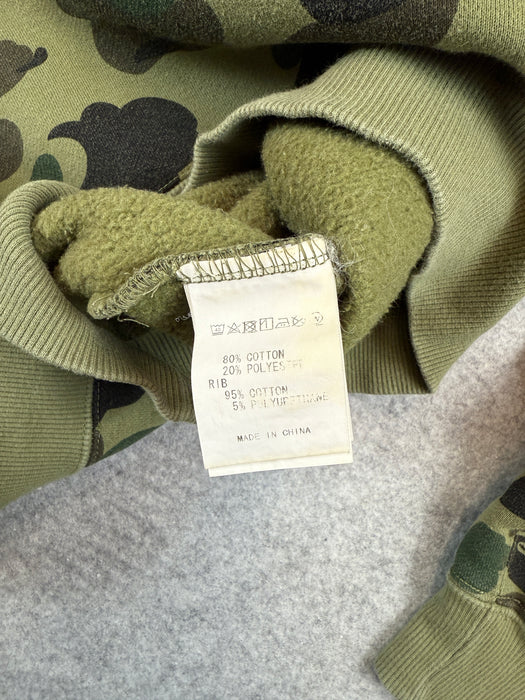 80% COTTON
20% POLYESTER
RIB
95% COTTON
5% POLYURETHANE
MADE IN CHINA